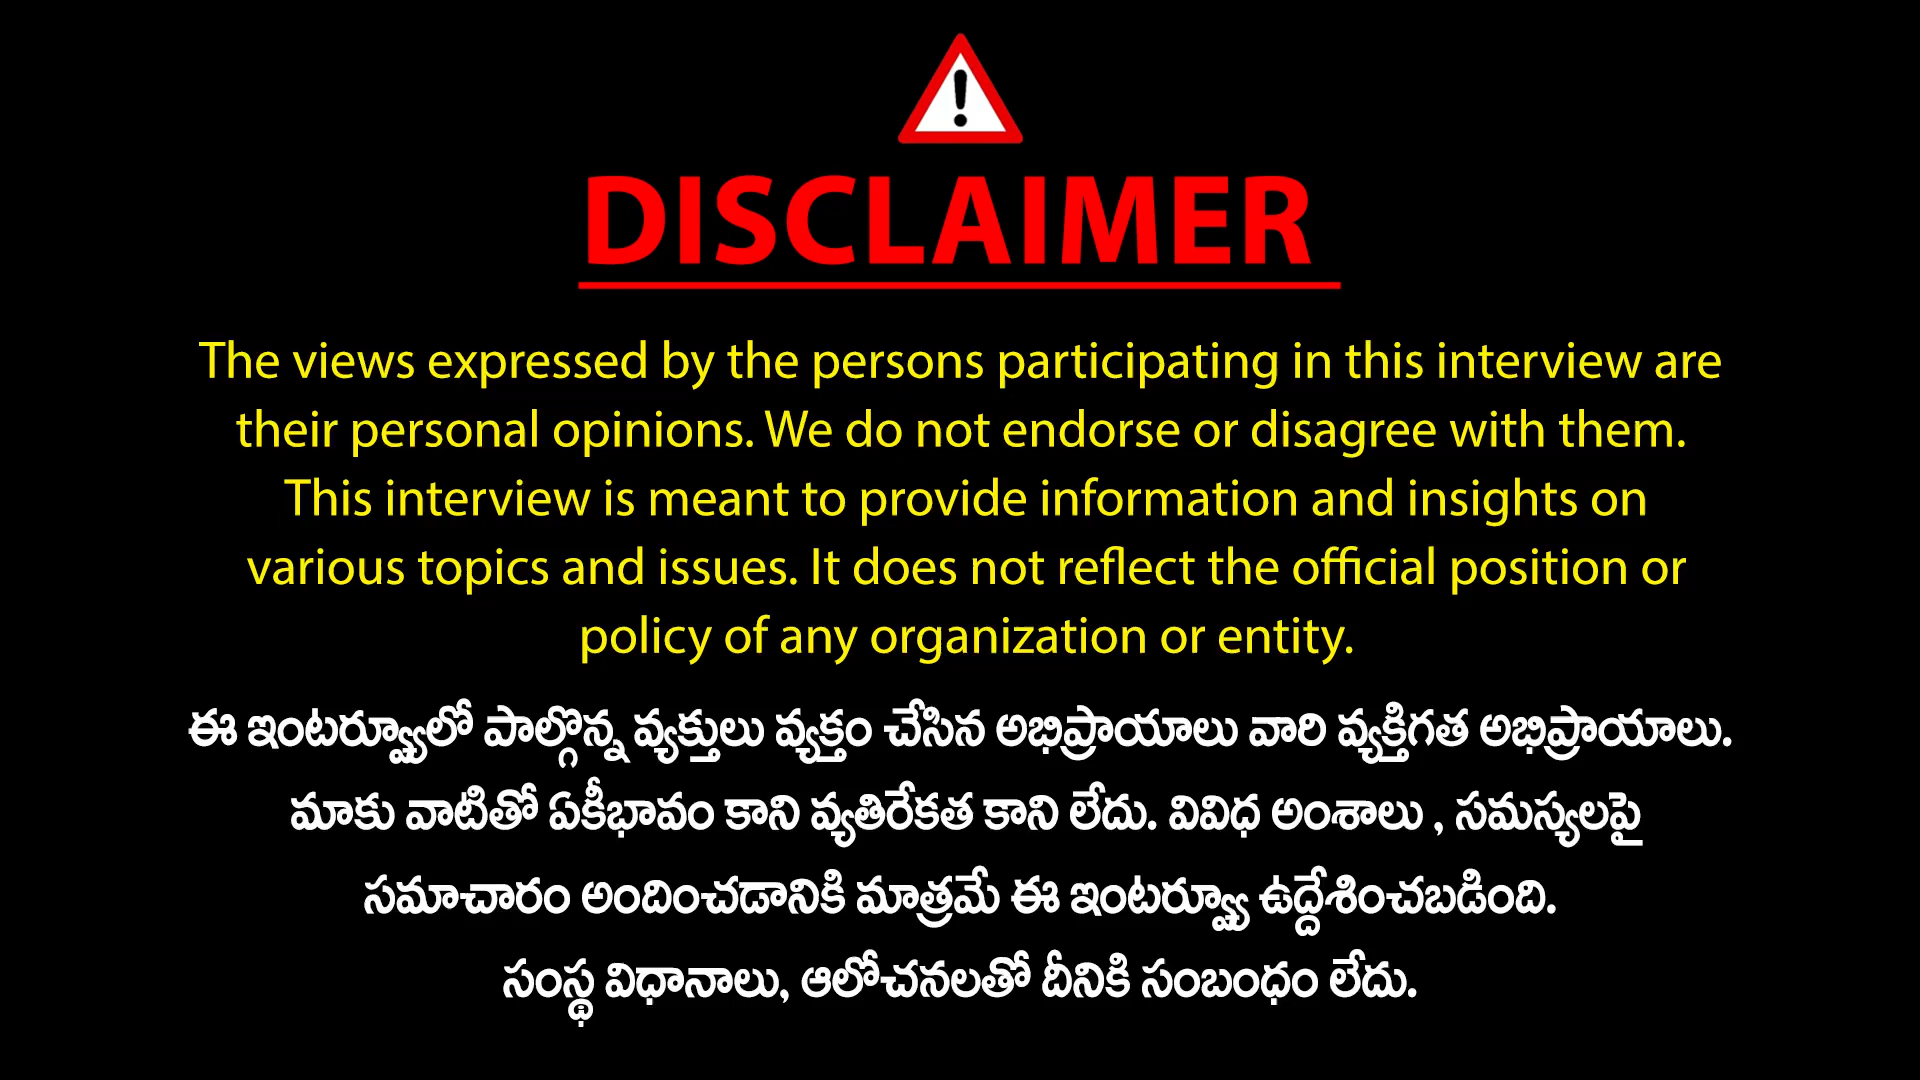 DISCLAIMER
The views expressed by the persons participating in this interview are
their personal opinions. We do not endorse or disagree with them.
This interview is meant to provide information and insights on
various topics and issues. It does not reflect the official position or
policy of any organization or entity.
ఈ ఇంటర్వ్యూలో పాల్గొన్న వ్యక్తులు వ్యక్తం చేసిన అభిప్రాయాలు వారి వ్యక్తిగత అభిప్రాయాలు.
మాకు వాటితో ఏకీభావం కాని వ్యతిరేకత కాని లేదు. వివిధ అంశాలు , సమస్యలపై
సమాచారం అందించడానికి మాత్రమే ఈ ఇంటర్వ్యూ ఉద్దేశించబడింది.
సంస్థ విధానాలు, ఆలోచనలతో దీనికి సంబంధం లేదు.